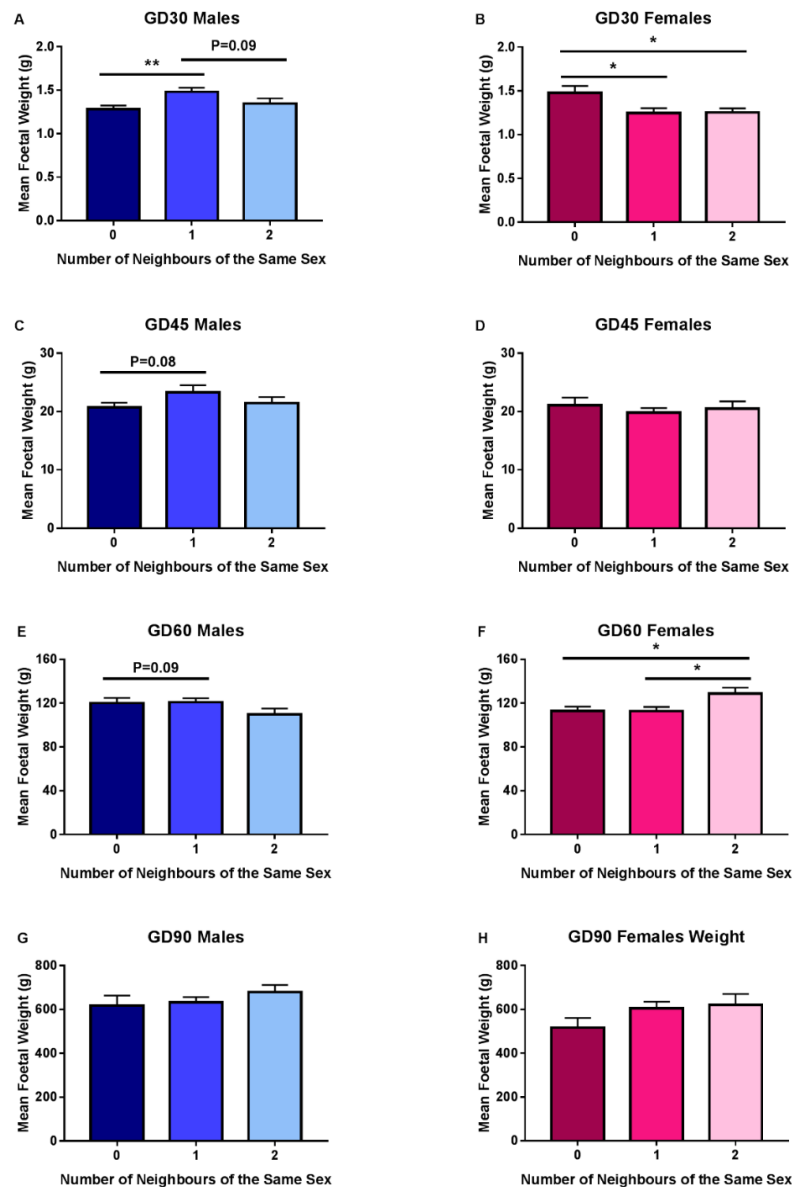 A
GD30 Males
Mean Foetal Weight (g)
2.0
1.5
1.0
0.5
0.0
**
P=0.09
0
1
2
Number of Neighbours of the Same Sex
B
GD30 Females
Mean Foetal Weight (g)
2.0
1.5
1.0
0.5
0.0
*
*
0
1
2
Number of Neighbours of the Same Sex
C
GD45 Males
Mean Foetal Weight (g)
30
20
10
0
P=0.08
0
1
2
Number of Neighbours of the Same Sex
D
GD45 Females
Mean Foetal Weight (g)
30
20
10
0
0
1
2
Number of Neighbours of the Same Sex
E
GD60 Males
Mean Foetal Weight (g)
160
120
80
40
0
P=0.09
0
1
2
Number of Neighbours of the Same Sex
F
GD60 Females
Mean Foetal Weight (g)
160
120
80
40
0
*
*
0
1
2
Number of Neighbours of the Same Sex
G
GD90 Males
Mean Foetal Weight (g)
800
600
400
200
0
0
1
2
Number of Neighbours of the Same Sex
H
GD90 Females Weight
Mean Foetal Weight (g)
800
600
400
200
0
0
1
2
Number of Neighbours of the Same Sex